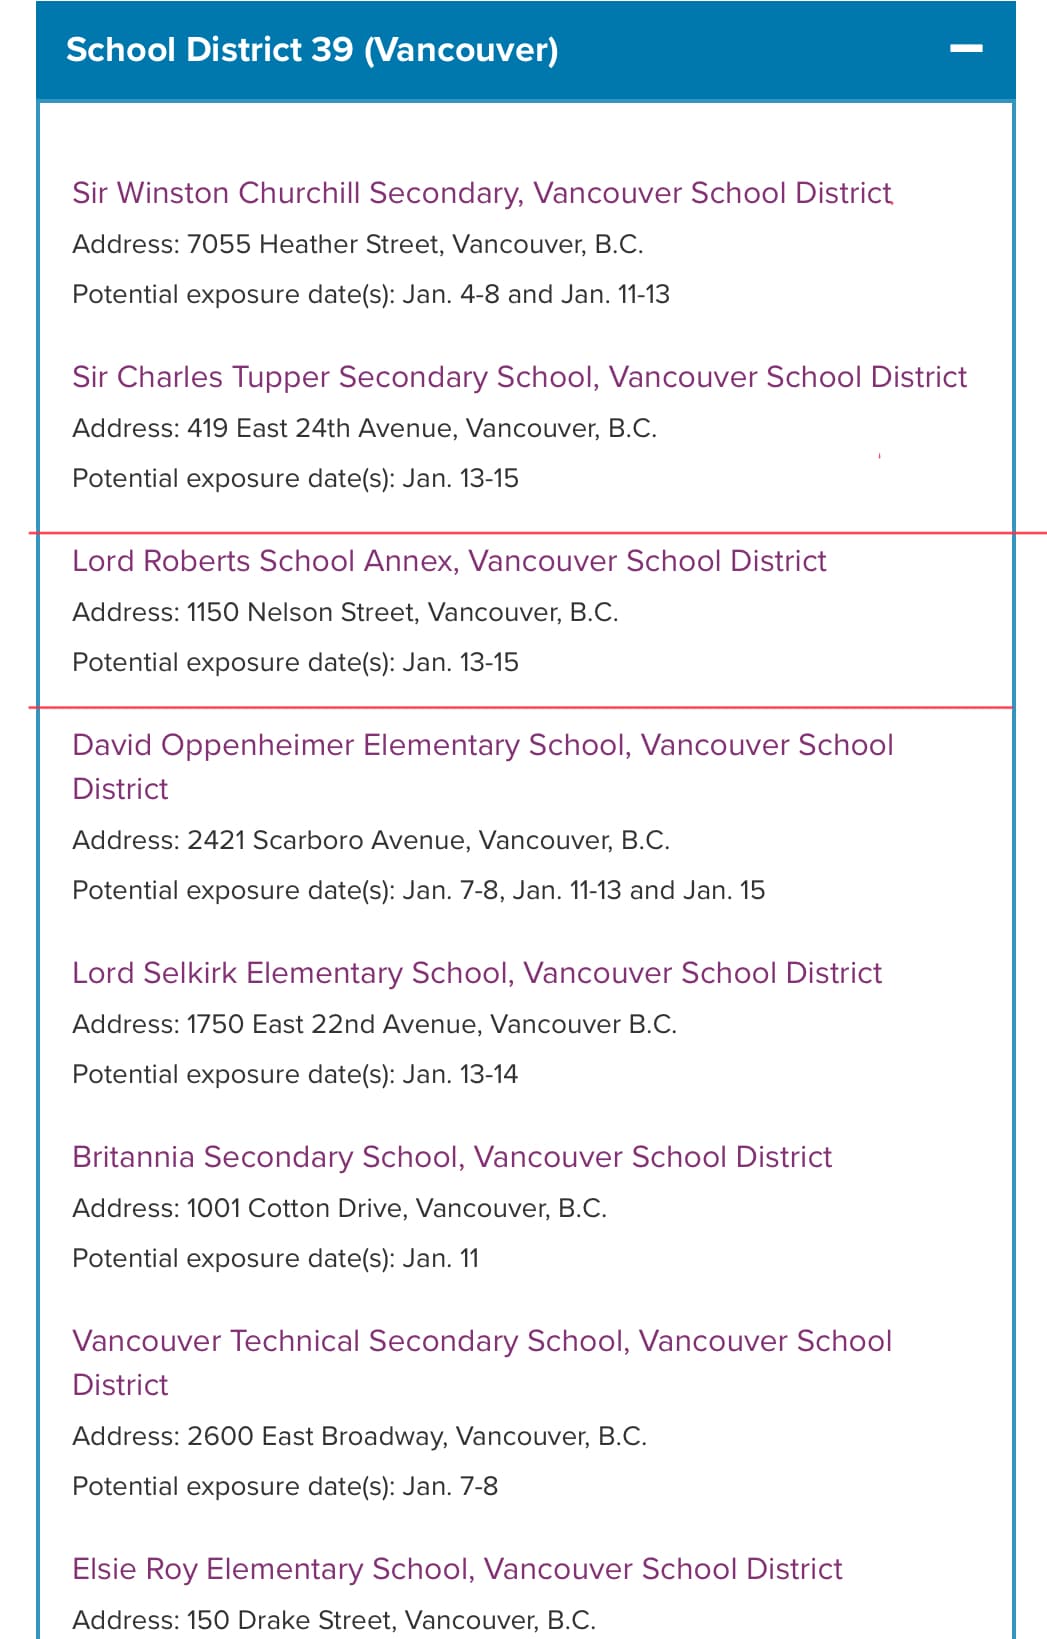 School District 39 (Vancouver)
Sir Winston Churchill Secondary, Vancouver School District
Address: 7055 Heather Street, Vancouver, B.C.
Potential exposure date(s): Jan. 4-8 and Jan. 11-13
Sir Charles Tupper Secondary School, Vancouver School District
Address: 419 East 24th Avenue, Vancouver, B.C.
Potential exposure date(s): Jan. 13-15
Lord Roberts School Annex, Vancouver School District
Address: 1150 Nelson Street, Vancouver, B.C.
Potential exposure date(s): Jan. 13-15
David Oppenheimer Elementary School, Vancouver School
District
Address: 2421 Scarboro Avenue, Vancouver, B.C.
Potential exposure date(s): Jan. 7-8, Jan. 11-13 and Jan. 15
Lord Selkirk Elementary School, Vancouver School District
Address: 1750 East 22nd Avenue, Vancouver B.C.
Potential exposure date(s): Jan. 13-14
Britannia Secondary School, Vancouver School District
Address: 1001 Cotton Drive, Vancouver, B.C.
Potential exposure date(s): Jan. 11
Vancouver Technical Secondary School, Vancouver School
District
Address: 2600 East Broadway, Vancouver, B.C.
Potential exposure date(s): Jan. 7-8
Elsie Roy Elementary School, Vancouver School District
Address: 150 Drake Street, Vancouver, B.C.